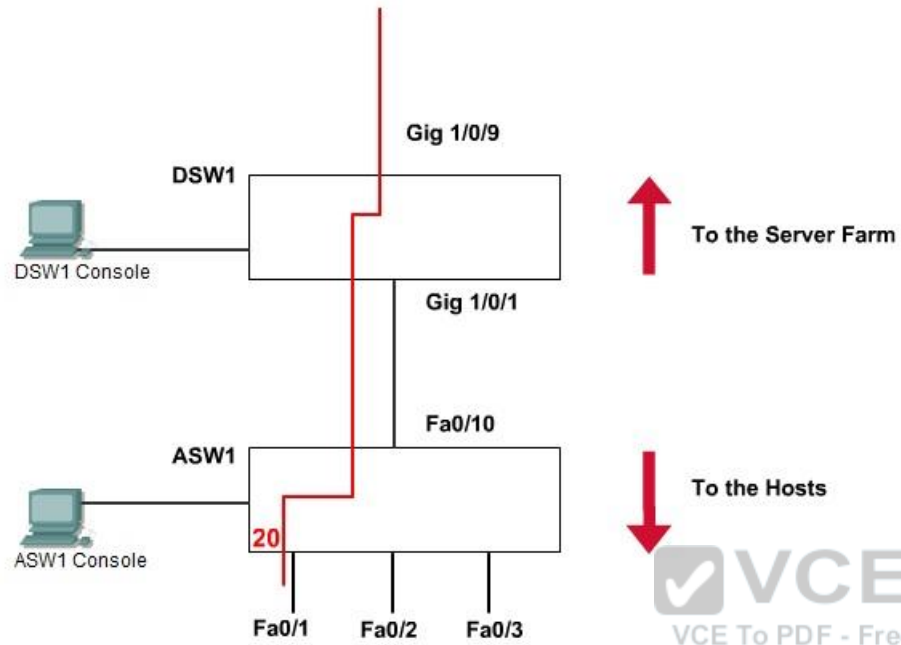 Gig 1/0/9
DSW1
To the Server Farm
DSW1 Console
Gig 1/0/1
Fa0/10
ASW1
To the Hosts
20
ASW1 Console
VCE
Fa0/1 Fa0/2 Fa0/3
VCE To PDF - Fre